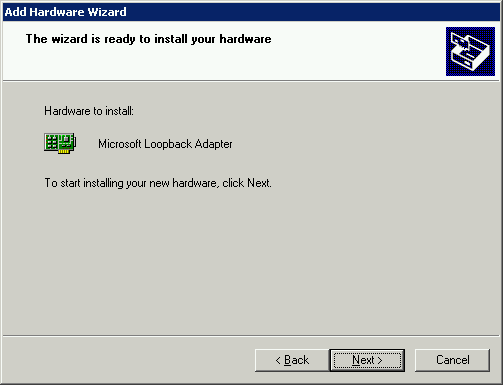 Add Hardware Wizard
The wizard is ready to install your hardware
Hardware to install:
Microsoft Loopback Adapter
To start installing your new hardware, click Next.
< Back Next > Cancel